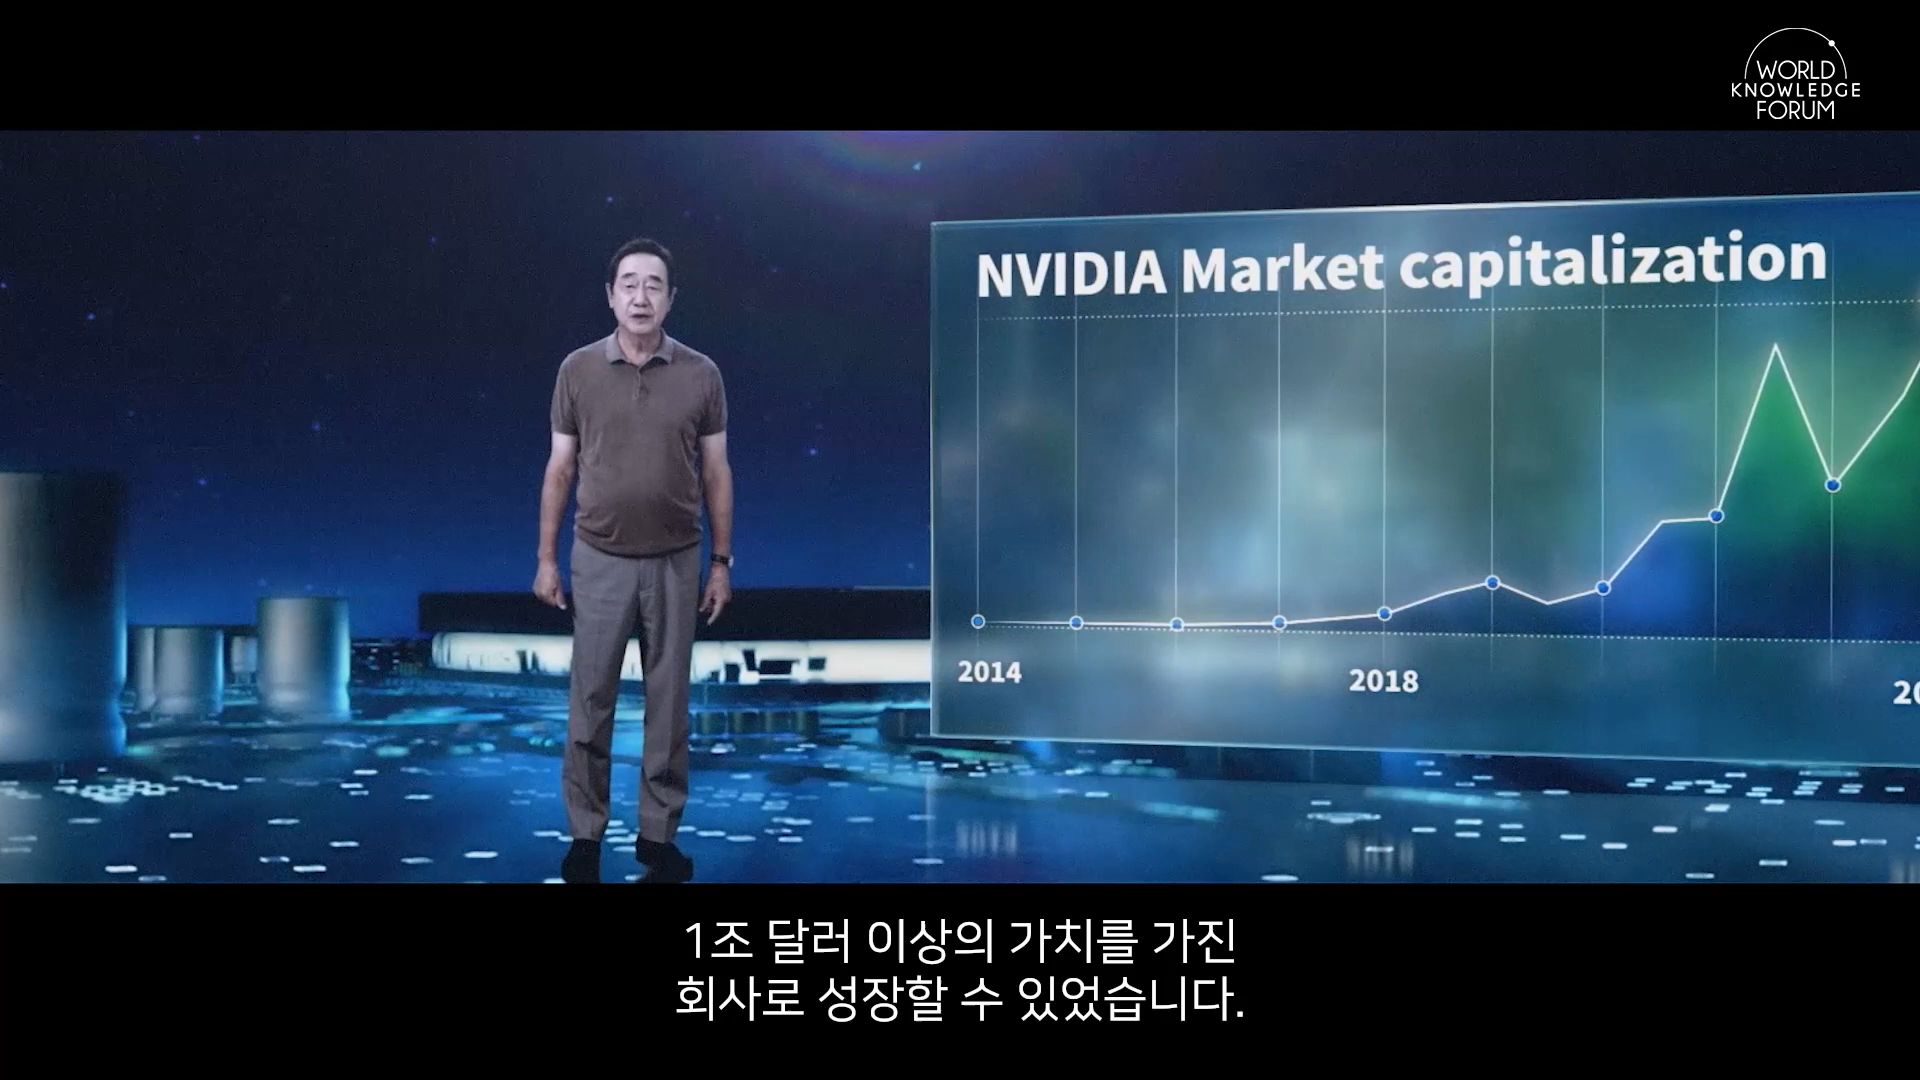 WORLD
KNOWLEDGE
FORUM
NVIDIA Market capitalization
2014
2018
1조 달러 이상의 가치를 가진
회사로 성장할 수 있었습니다.